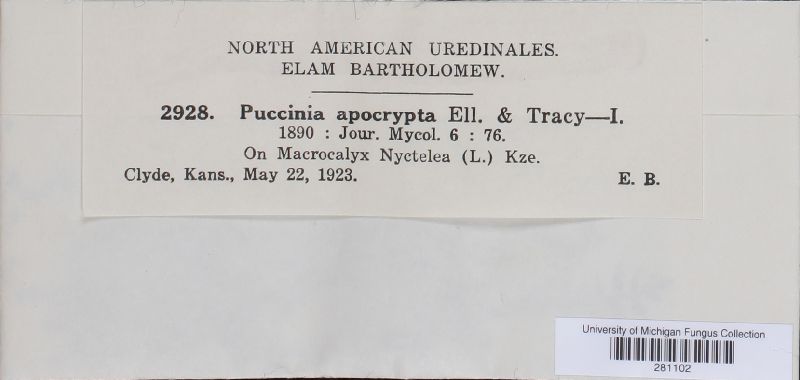 NORTH AMERICAN UREDINALES.
ELAM BARTHOLOMEW.
2928. Puccinia apocrypta Ell. & Tracy—I.
1890 : Jour. Mycol. 6 : 76.
On Macrocalyx Nyctelea (L.) Kze.
Clyde, Kans., May 22, 1923. E. B.
University of Michigan Fungus Collection
281102